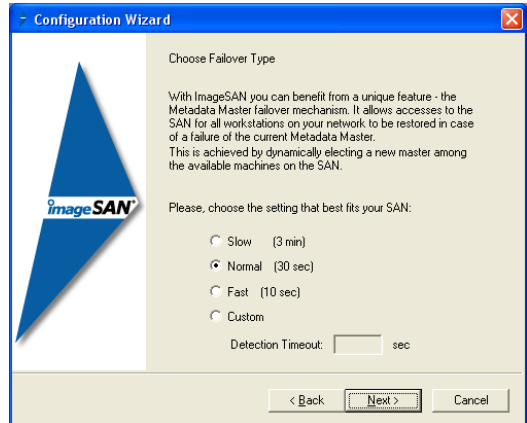 Configuration Wizard
Choose Failover Type
With ImageSAN you can benefit from a unique feature - the
Metadata Master failover mechanism. It allows accesses to the
SAN for all workstations on your network to be restored in case
of a failure of the current Metadata Master.
This is achieved by dynamically electing a new master among
the available machines on the SAN.
imageSAN
Please, choose the setting that best fits your SAN:
Slow (3 min)
Normal (30 sec)
Fast (10 sec)
Custom
Detection Timeout: sec
< Back Next > Cancel